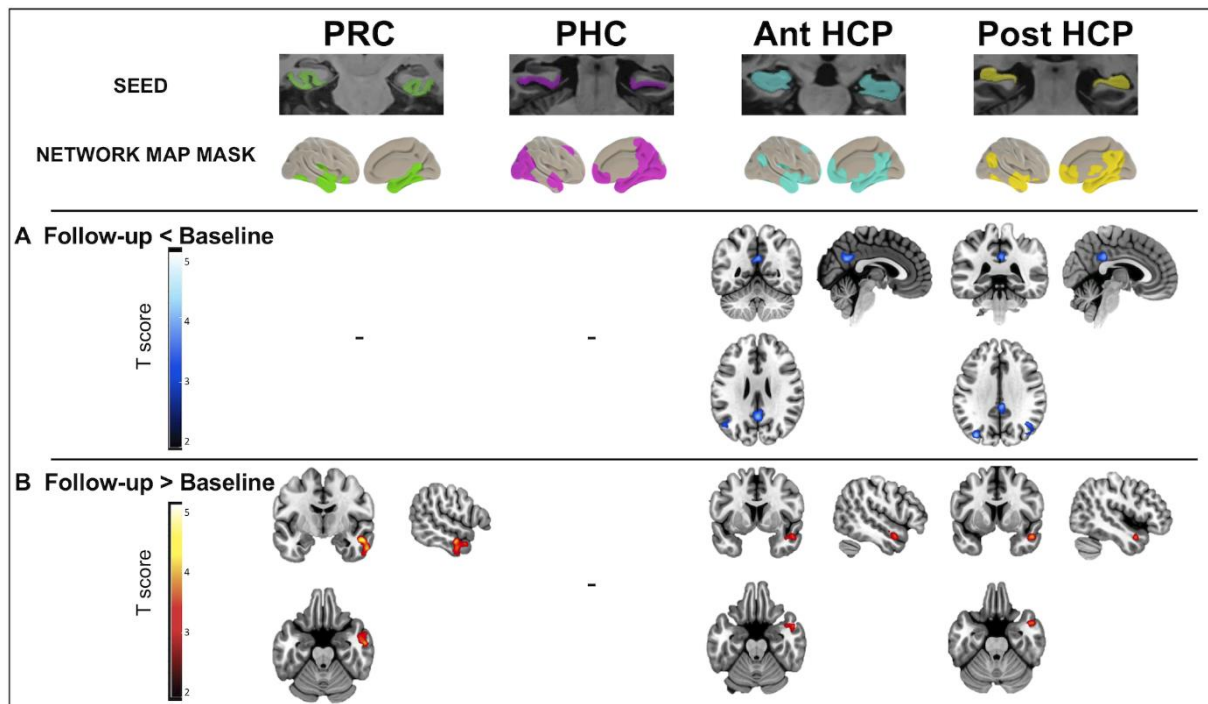 PRC PHC Ant HCP Post HCP
SEED
NETWORK MAP MASK
A Follow-up < Baseline
T score
5
4
3
2
-
-
B Follow-up > Baseline
T score
5
4
3
2
-